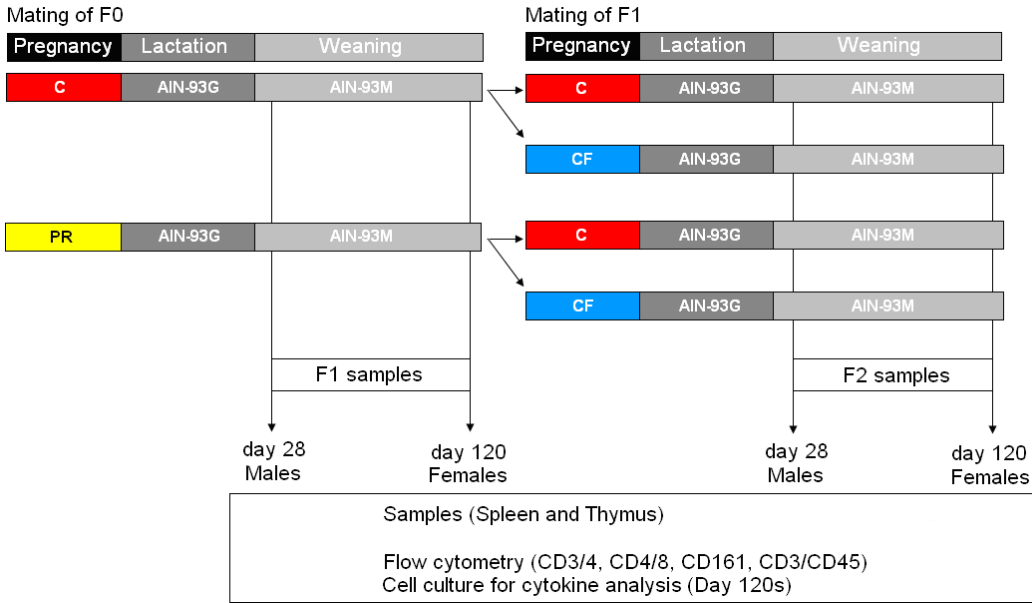 Mating of F0
Pregnancy Lactation Weaning
C AIN-93G AIN-93M
PR AIN-93G AIN-93M
F1 samples
day 28
Males
day 120
Females
Mating of F1
Pregnancy Lactation Weaning
C AIN-93G AIN-93M
CF AIN-93G AIN-93M
C AIN-93G AIN-93M
CF AIN-93G AIN-93M
F2 samples
day 28
Males
day 120
Females
Samples (Spleen and Thymus)
Flow cytometry (CD3/4, CD4/8, CD161, CD3/CD45)
Cell culture for cytokine analysis (Day 120s)